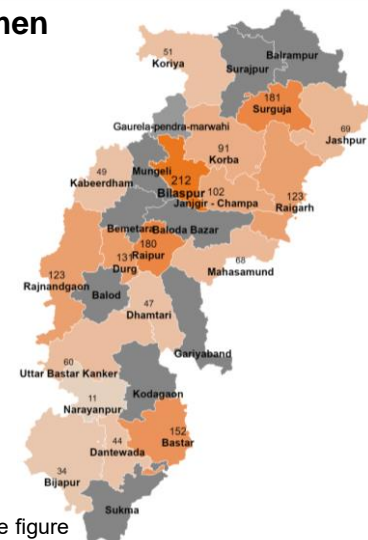 men
51
Koriya
Balrampur
Surajpur
181
Surguja
Gaurela-pendra-marwahi
69
Jashpur
91
Korba
49
Kabeerdham
Mungeli
212
Bilaspur
102
Janjgir - Champa
123
Raigarh
Bemetara
Baloda Bazar
180
Raipur
131
Durg
68
Mahasamund
123
Rajnandgaon
Balod
47
Dhamtari
Gariyaband
60
Uttar Bastar Kanker
11
Narayanpur
Kodagaon
152
Bastar
44
Dantewada
34
Bijapur
Sukma
e figure